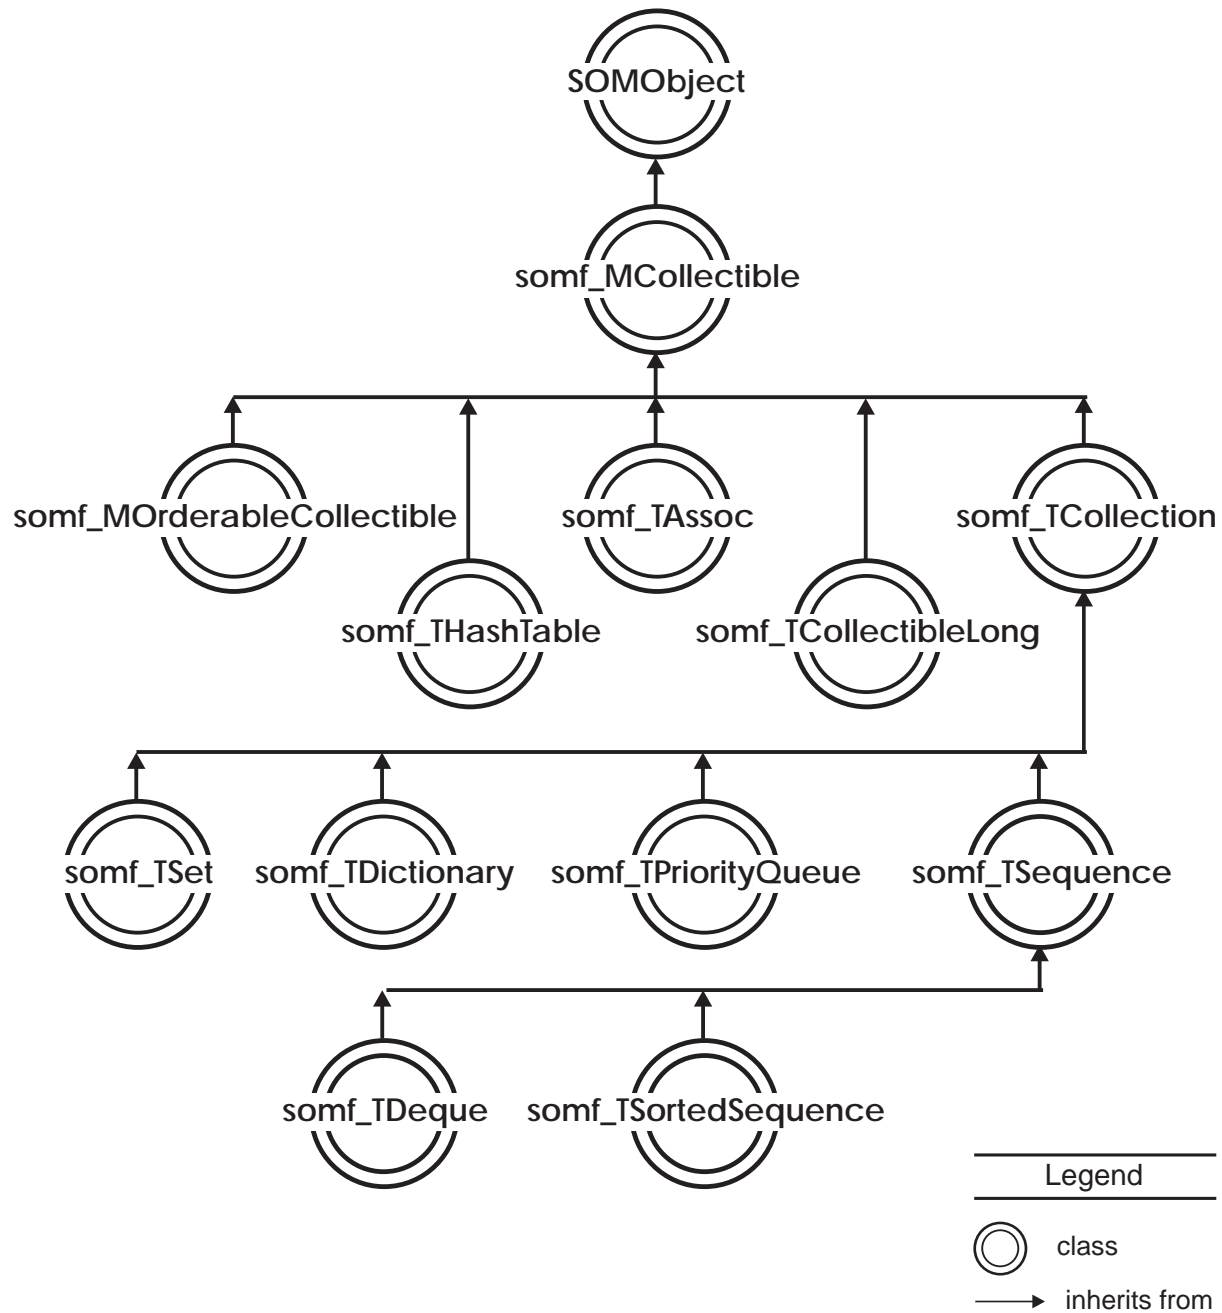 SOMObject
somf_MCollectible
somf_MOrderableCollectible
somf_TAssoc
somf_TCollection
somf_THashTable
somf_TCollectibleLong
somf_TSet
somf_TDictionary
somf_TPriorityQueue
somf_TSequence
somf_TDeque
somf_TSortedSequence
Legend
class
inherits from